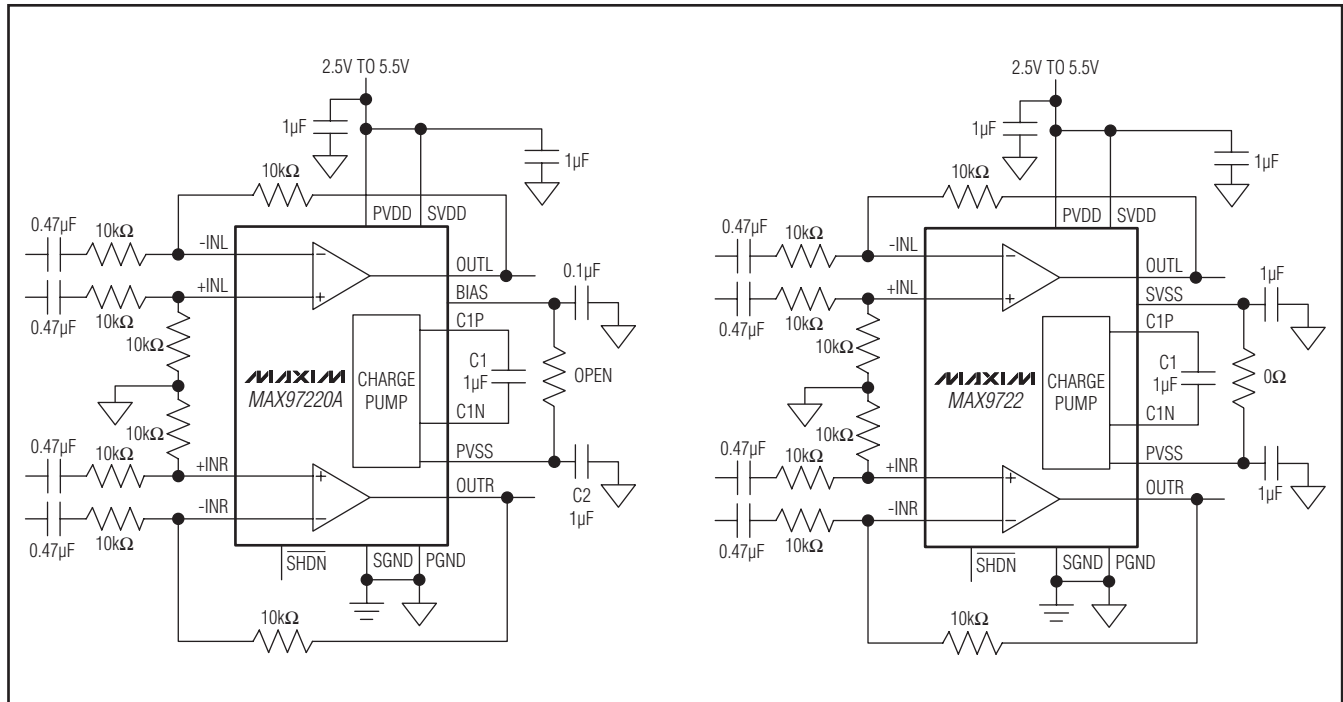 2.5V TO 5.5V
1µF
1µF
10kΩ
PVDD
SVDD
0.47µF
10kΩ
-INL
OUTL
10kΩ
+INL
BIAS
0.1µF
0.47µF
10kΩ
C1P
C1
1µF
OPEN
MAXIM
MAX97220A
CHARGE
PUMP
C1N
10kΩ
0.47µF
10kΩ
+INR
PVSS
OUTR
C2
1µF
-INR
0.47µF
10kΩ
SHDN
SGND
PGND
10kΩ
2.5V TO 5.5V
1µF
1µF
10kΩ
PVDD
SVDD
0.47µF
10kΩ
-INL
OUTL
10kΩ
+INL
SVSS
1µF
0.47µF
10kΩ
C1P
C1
1µF
0Ω
MAXIM
MAX9722
CHARGE
PUMP
C1N
10kΩ
0.47µF
10kΩ
+INR
PVSS
OUTR
1µF
-INR
0.47µF
10kΩ
SHDN
SGND
PGND
10kΩ